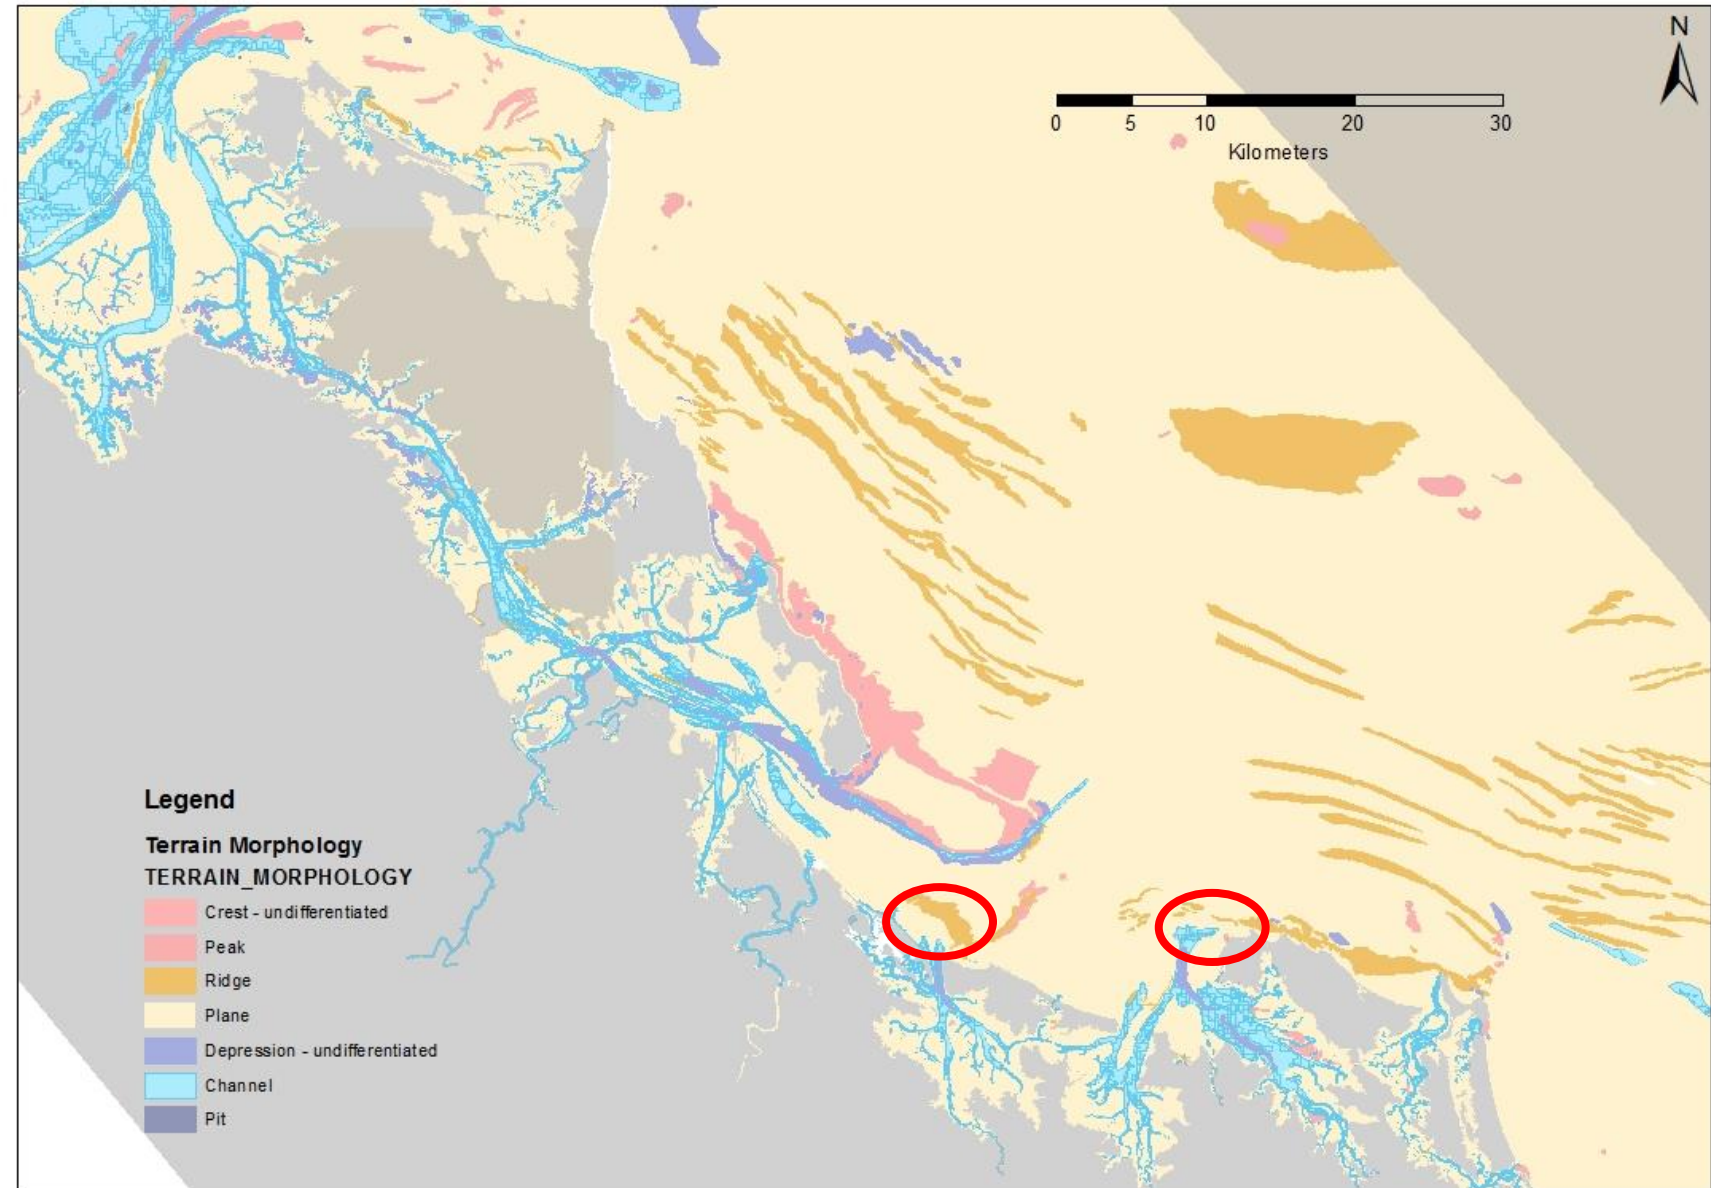 N
0 5 10 20 30
Kilometers
Legend
Terrain Morphology
TERRAIN_MORPHOLOGY
Crest - undifferentiated
Peak
Ridge
Plane
Depression - undifferentiated
Channel
Pit